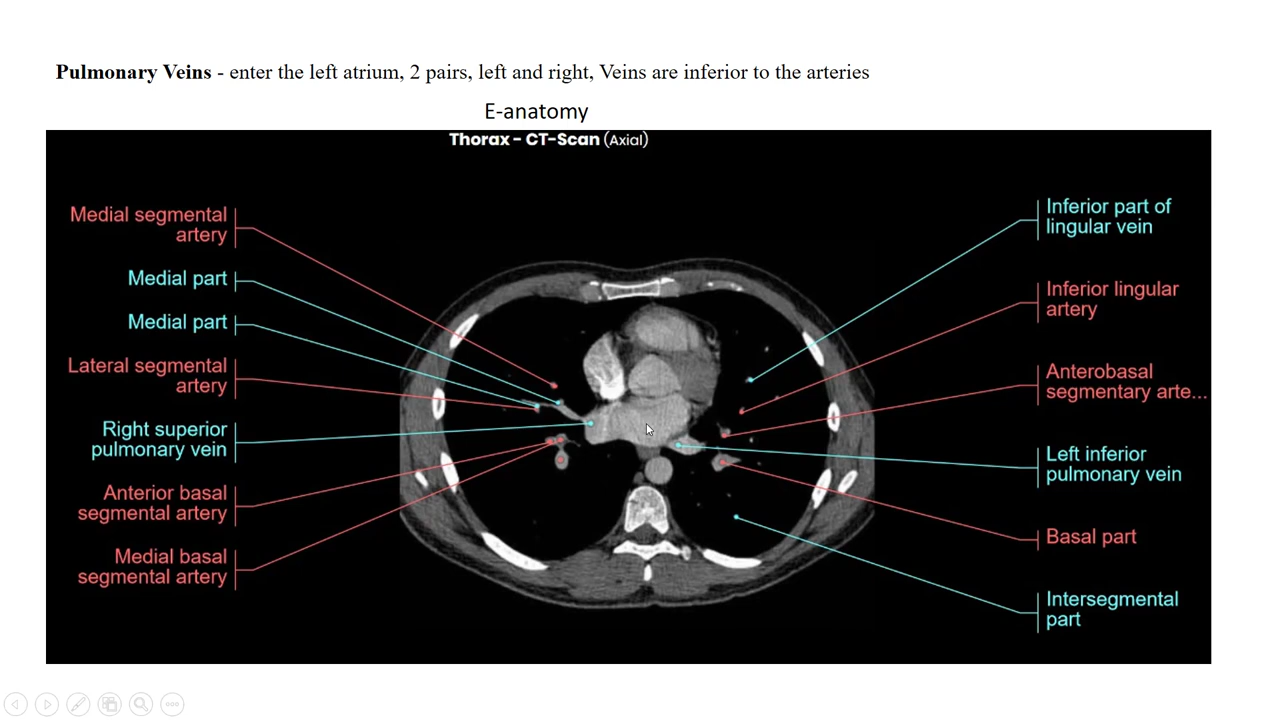 Pulmonary Veins - enter the left atrium, 2 pairs, left and right, Veins are inferior to the arteries
E-anatomy
Thorax - CT-Scan (Axial)
Medial segmental
artery
Medial part
Medial part
Lateral segmental
artery
Right superior
pulmonary vein
Anterior basal
segmental artery
Medial basal
segmental artery
Inferior part of
lingular vein
Inferior lingular
artery
Anterobasal
segmentary arte...
Left inferior
pulmonary vein
Basal part
Intersegmental
part